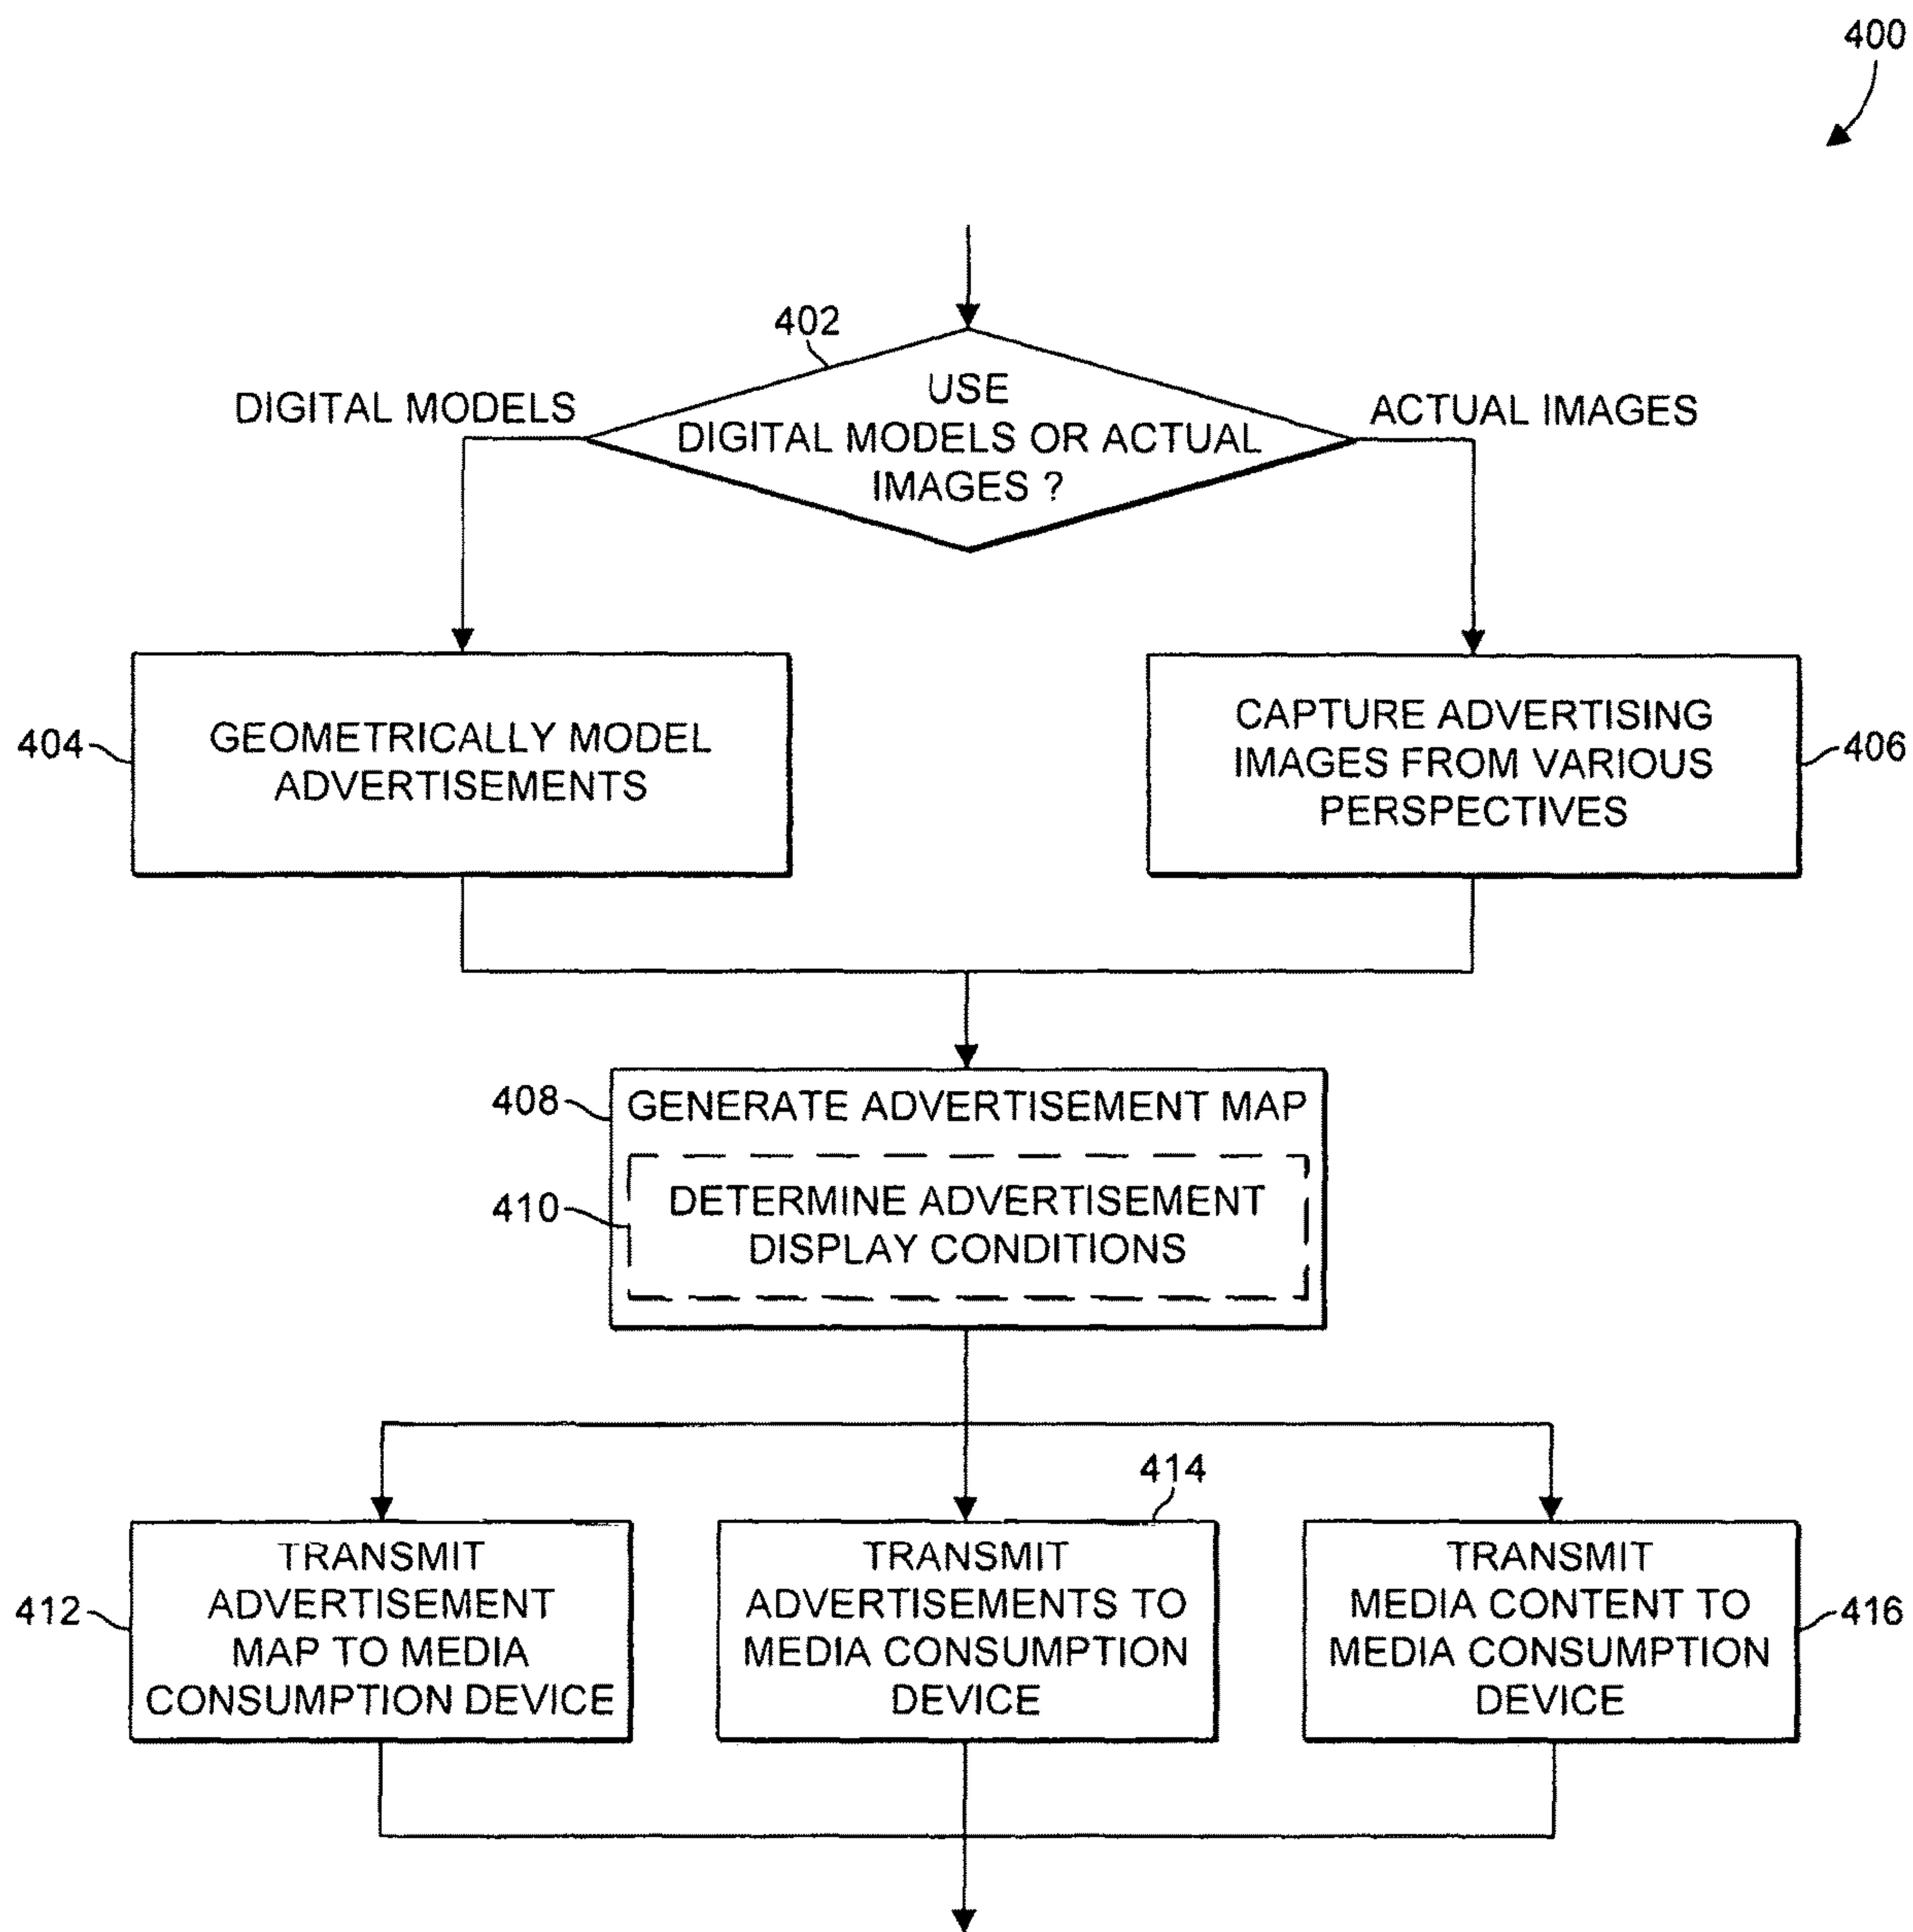 400
402
USE
DIGITAL MODELS OR ACTUAL
IMAGES ?
DIGITAL MODELS
ACTUAL IMAGES
404
GEOMETRICALLY MODEL
ADVERTISEMENTS
CAPTURE ADVERTISING
IMAGES FROM VARIOUS
PERSPECTIVES
406
408
GENERATE ADVERTISEMENT MAP
410
DETERMINE ADVERTISEMENT
DISPLAY CONDITIONS
412
TRANSMIT
ADVERTISEMENT
MAP TO MEDIA
CONSUMPTION DEVICE
414
TRANSMIT
ADVERTISEMENTS TO
MEDIA CONSUMPTION
DEVICE
TRANSMIT
MEDIA CONTENT TO
MEDIA CONSUMPTION
DEVICE
416